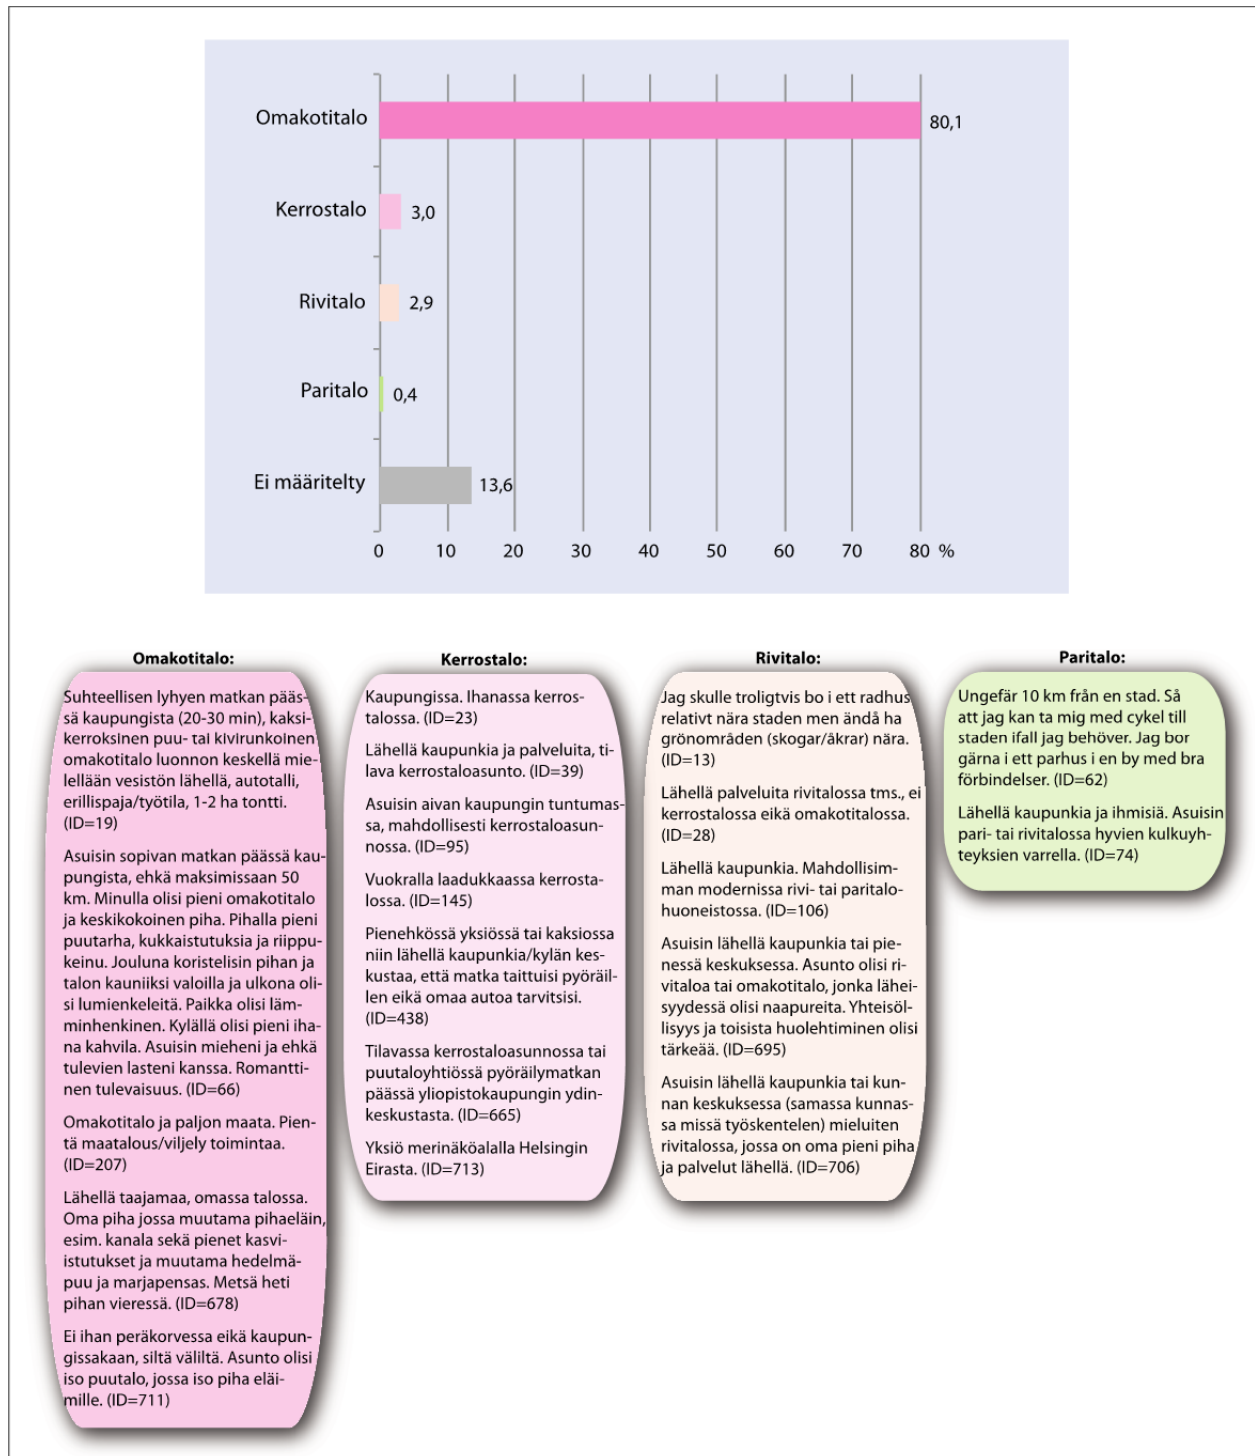 Omakotitalo
80,1
Kerrostalo
3,0
Rivitalo
2,9
Paritalo
0,4
Ei määritelty
13,6
0 10 20 30 40 50 60 70 80 %
Omakotitalo:
Suhteellisen lyhyen matkan pääs-
sä kaupungista (20-30 min), kaksi-
kerroksinen puu- tai kivirunkoinen
omakotitalo luonnon keskellä mie-
lellään vesistön lähellä, autotalli,
erillispaja/työtila, 1-2 ha tontti.
(ID=19)
Asuisin sopivan matkan päässä kau-
pungista, ehkä maksimissaan 50
km. Minulla olisi pieni omakotitalo
ja keskikokoinen piha. Pihalla pieni
puutarha, kukkaistutuksia ja riippu-
keinu. Jouluna koristelisin pihan ja
talon kauniiksi valoilla ja ulkona oli-
si lumienkeleitä. Paikka olisi läm-
minhenkinen. Kylällä olisi pieni iha-
na kahvila. Asuisin mieheni ja ehkä
tulevien lasteni kanssa. Romantti-
nen tulevaisuus. (ID=66)
Omakotitalo ja paljon maata. Pien-
tä maatalous/viljely toimintaa.
(ID=207)
Lähellä taajamaa, omassa talossa.
Oma piha jossa muutama pihaeläin,
esim. kanala sekä pienet kasvi-
istutukset ja muutama hedelmä-
puu ja marjapensas. Metsä heti
pihan vieressä. (ID=678)
Ei ihan peräkorvessa eikä kaupun-
gissakaan, siltä väliltä. Asunto olisi
iso puutalo, jossa iso piha eläi-
mille. (ID=711)
Kerrostalo:
Kaupungissa. Ihanassa kerros-
talossa. (ID=23)
Lähellä kaupunkia ja palveluita, ti-
lava kerrostaloasunto. (ID=39)
Asuisin aivan kaupungin tuntumas-
sa, mahdollisesti kerrostaloasun-
nossa. (ID=95)
Vuokralla laadukkaassa kerrosta-
lossa. (ID=145)
Pienehkössä yksiössä tai kaksiossa
niin lähellä kaupunkia/kylän kes-
kustaa, että matka taittuisi pyöräil-
len eikä omaa autoa tarvitsisi.
(ID=438)
Tilavassa kerrostaloasunnossa tai
puutaloyhtiössä pyöräilymatkan
päässä yliopistokaupungin ydin-
keskustasta. (ID=665)
Yksiö merinäköalalla Helsingin
Eirasta. (ID=713)
Rivitalo:
Jag skulle troligtvis bo i ett radhus
relativt nära staden men ändå ha
grönområden (skogar/åkrar) nära.
(ID=13)
Lähellä palveluita rivitalossa tms., ei
kerrostalossa eikä omakotitalossa.
(ID=28)
Lähellä kaupunkia. Mahdollisim-
man modernissa rivi- tai paritalo-
huoneistossa. (ID=106)
Asuisin lähellä kaupunkia tai pie-
nessä keskuksessa. Asunto olisi ri-
vitaloa tai omakotitalo, jonka lähei-
syydessä olisi naapureita. Yhteisöl-
lisyys ja toisista huolehtiminen olisi
tärkeää. (ID=695)
Asuisin lähellä kaupunkia tai kun-
nan keskuksessa (samassa kunnas-
sa missä työskentelen) mieluiten
rivitalossa, jossa on oma pieni piha
ja palvelut lähellä. (ID=706)
Paritalo:
Ungefär 10 km från en stad. Så
att jag kan ta mig med cykel till
staden ifall jag behöver. Jag bor
gärna i ett parhus i en by med bra
förbindelser. (ID=62)
Lähellä kaupunkia ja ihmisiä. Asuisin
pari- tai rivitalossa hyvien kulkuyh-
teyksien varrella. (ID=74)